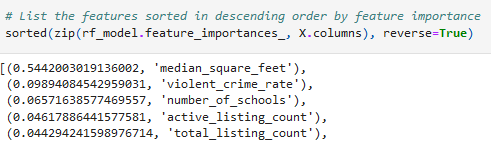 # List the features sorted in descending order by feature importance
sorted(zip(rf_model.feature_importances_, X.columns), reverse=True)
[(0.5442003019136002, 'median_square_feet'),
(0.09894084542959031, 'violent_crime_rate'),
(0.06571638577469557, 'number_of_schools'),
(0.04617886441577581, 'active_listing_count'),
(0.044294241598976714, 'total_listing_count'),